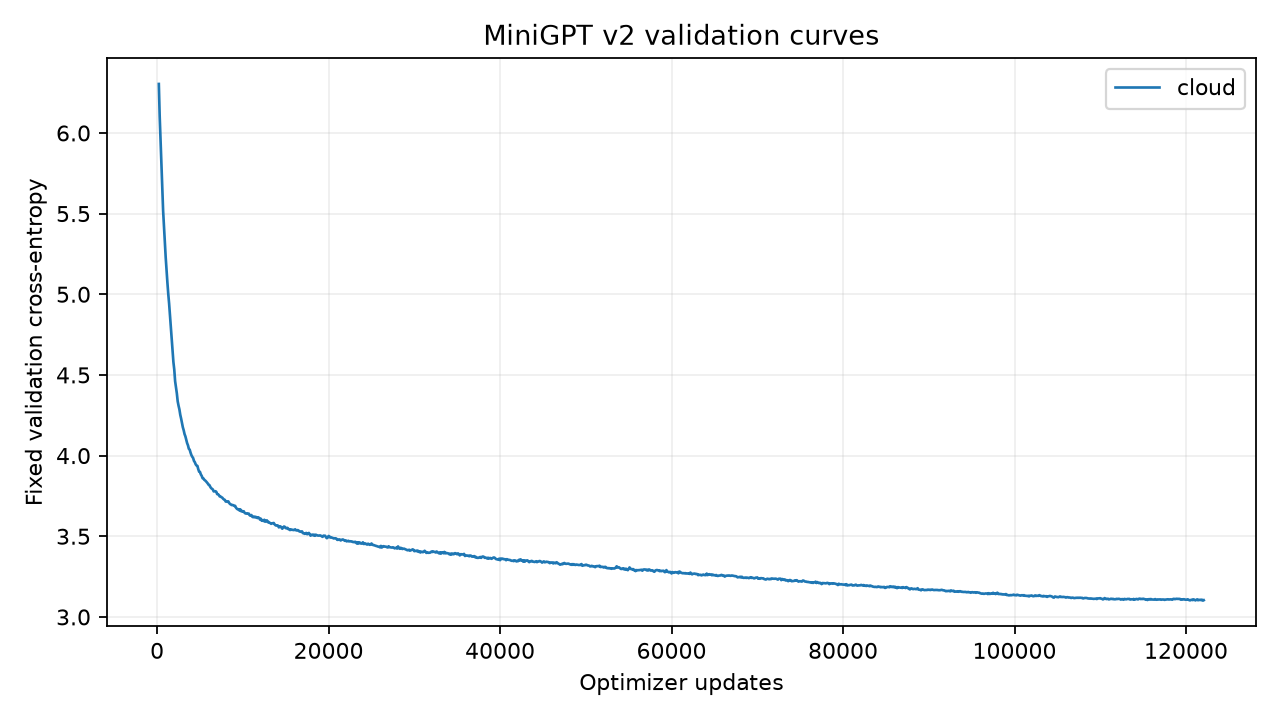 MiniGPT v2 validation curves
cloud
Fixed validation cross-entropy
6.0
5.5
5.0
4.5
4.0
3.5
3.0
0 20000 40000 60000 80000 100000 120000
Optimizer updates